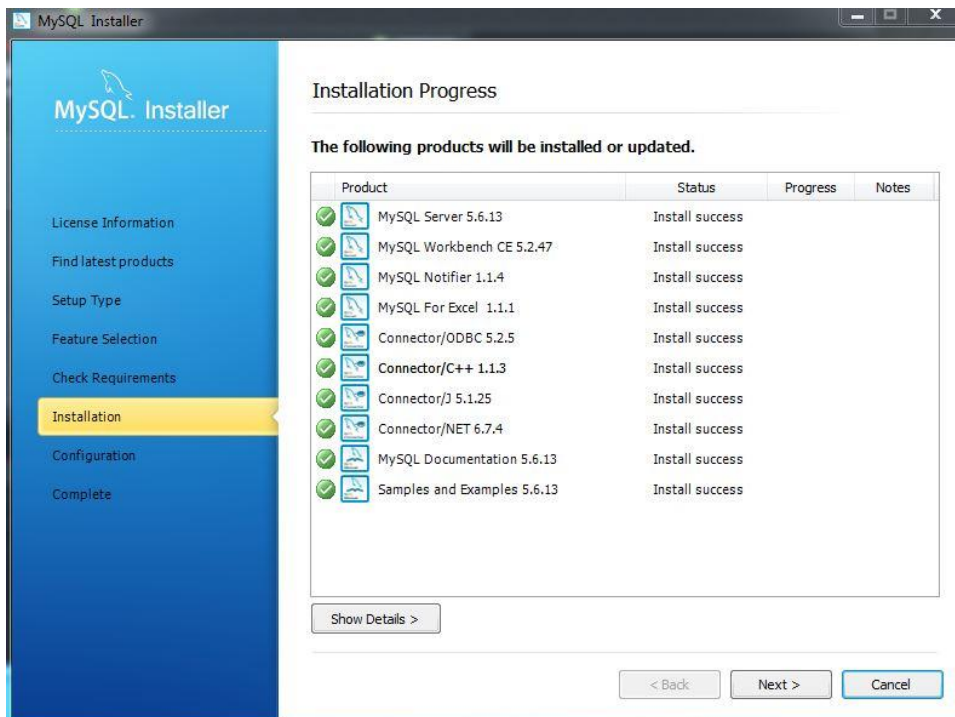 MySQL Installer
MySQL. Installer
License Information
Find latest products
Setup Type
Feature Selection
Check Requirements
Installation
Configuration
Complete
Installation Progress
The following products will be installed or updated.
Product Status Progress Notes
MySQL Server 5.6.13 Install success
MySQL Workbench CE 5.2.47 Install success
MySQL Notifier 1.1.4 Install success
MySQL For Excel 1.1.1 Install success
Connector/ODBC 5.2.5 Install success
Connector/C++ 1.1.3 Install success
Connector/J 5.1.25 Install success
Connector/NET 6.7.4 Install success
MySQL Documentation 5.6.13 Install success
Samples and Examples 5.6.13 Install success
Show Details >
< Back Next > Cancel